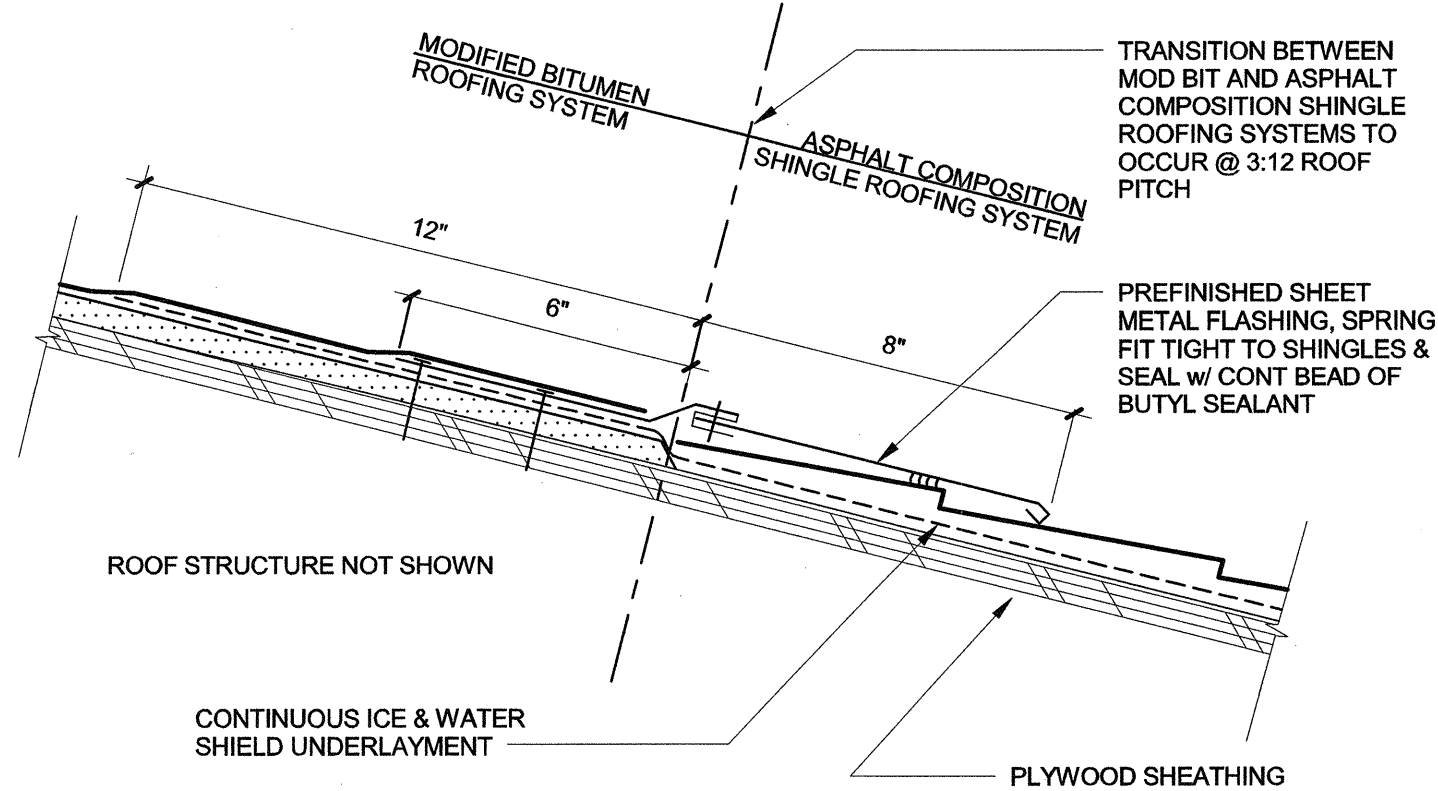 MODIFIED BITUMEN
ROOFING SYSTEM
ASPHALT COMPOSITION
SHINGLE ROOFING SYSTEM
TRANSITION BETWEEN
MOD BIT AND ASPHALT
COMPOSITION SHINGLE
ROOFING SYSTEMS TO
OCCUR @ 3:12 ROOF
PITCH
12"
6"
8"
PREFINISHED SHEET
METAL FLASHING, SPRING
FIT TIGHT TO SHINGLES &
SEAL w/ CONT BEAD OF
BUTYL SEALANT
ROOF STRUCTURE NOT SHOWN
CONTINUOUS ICE & WATER
SHIELD UNDERLAYMENT
PLYWOOD SHEATHING